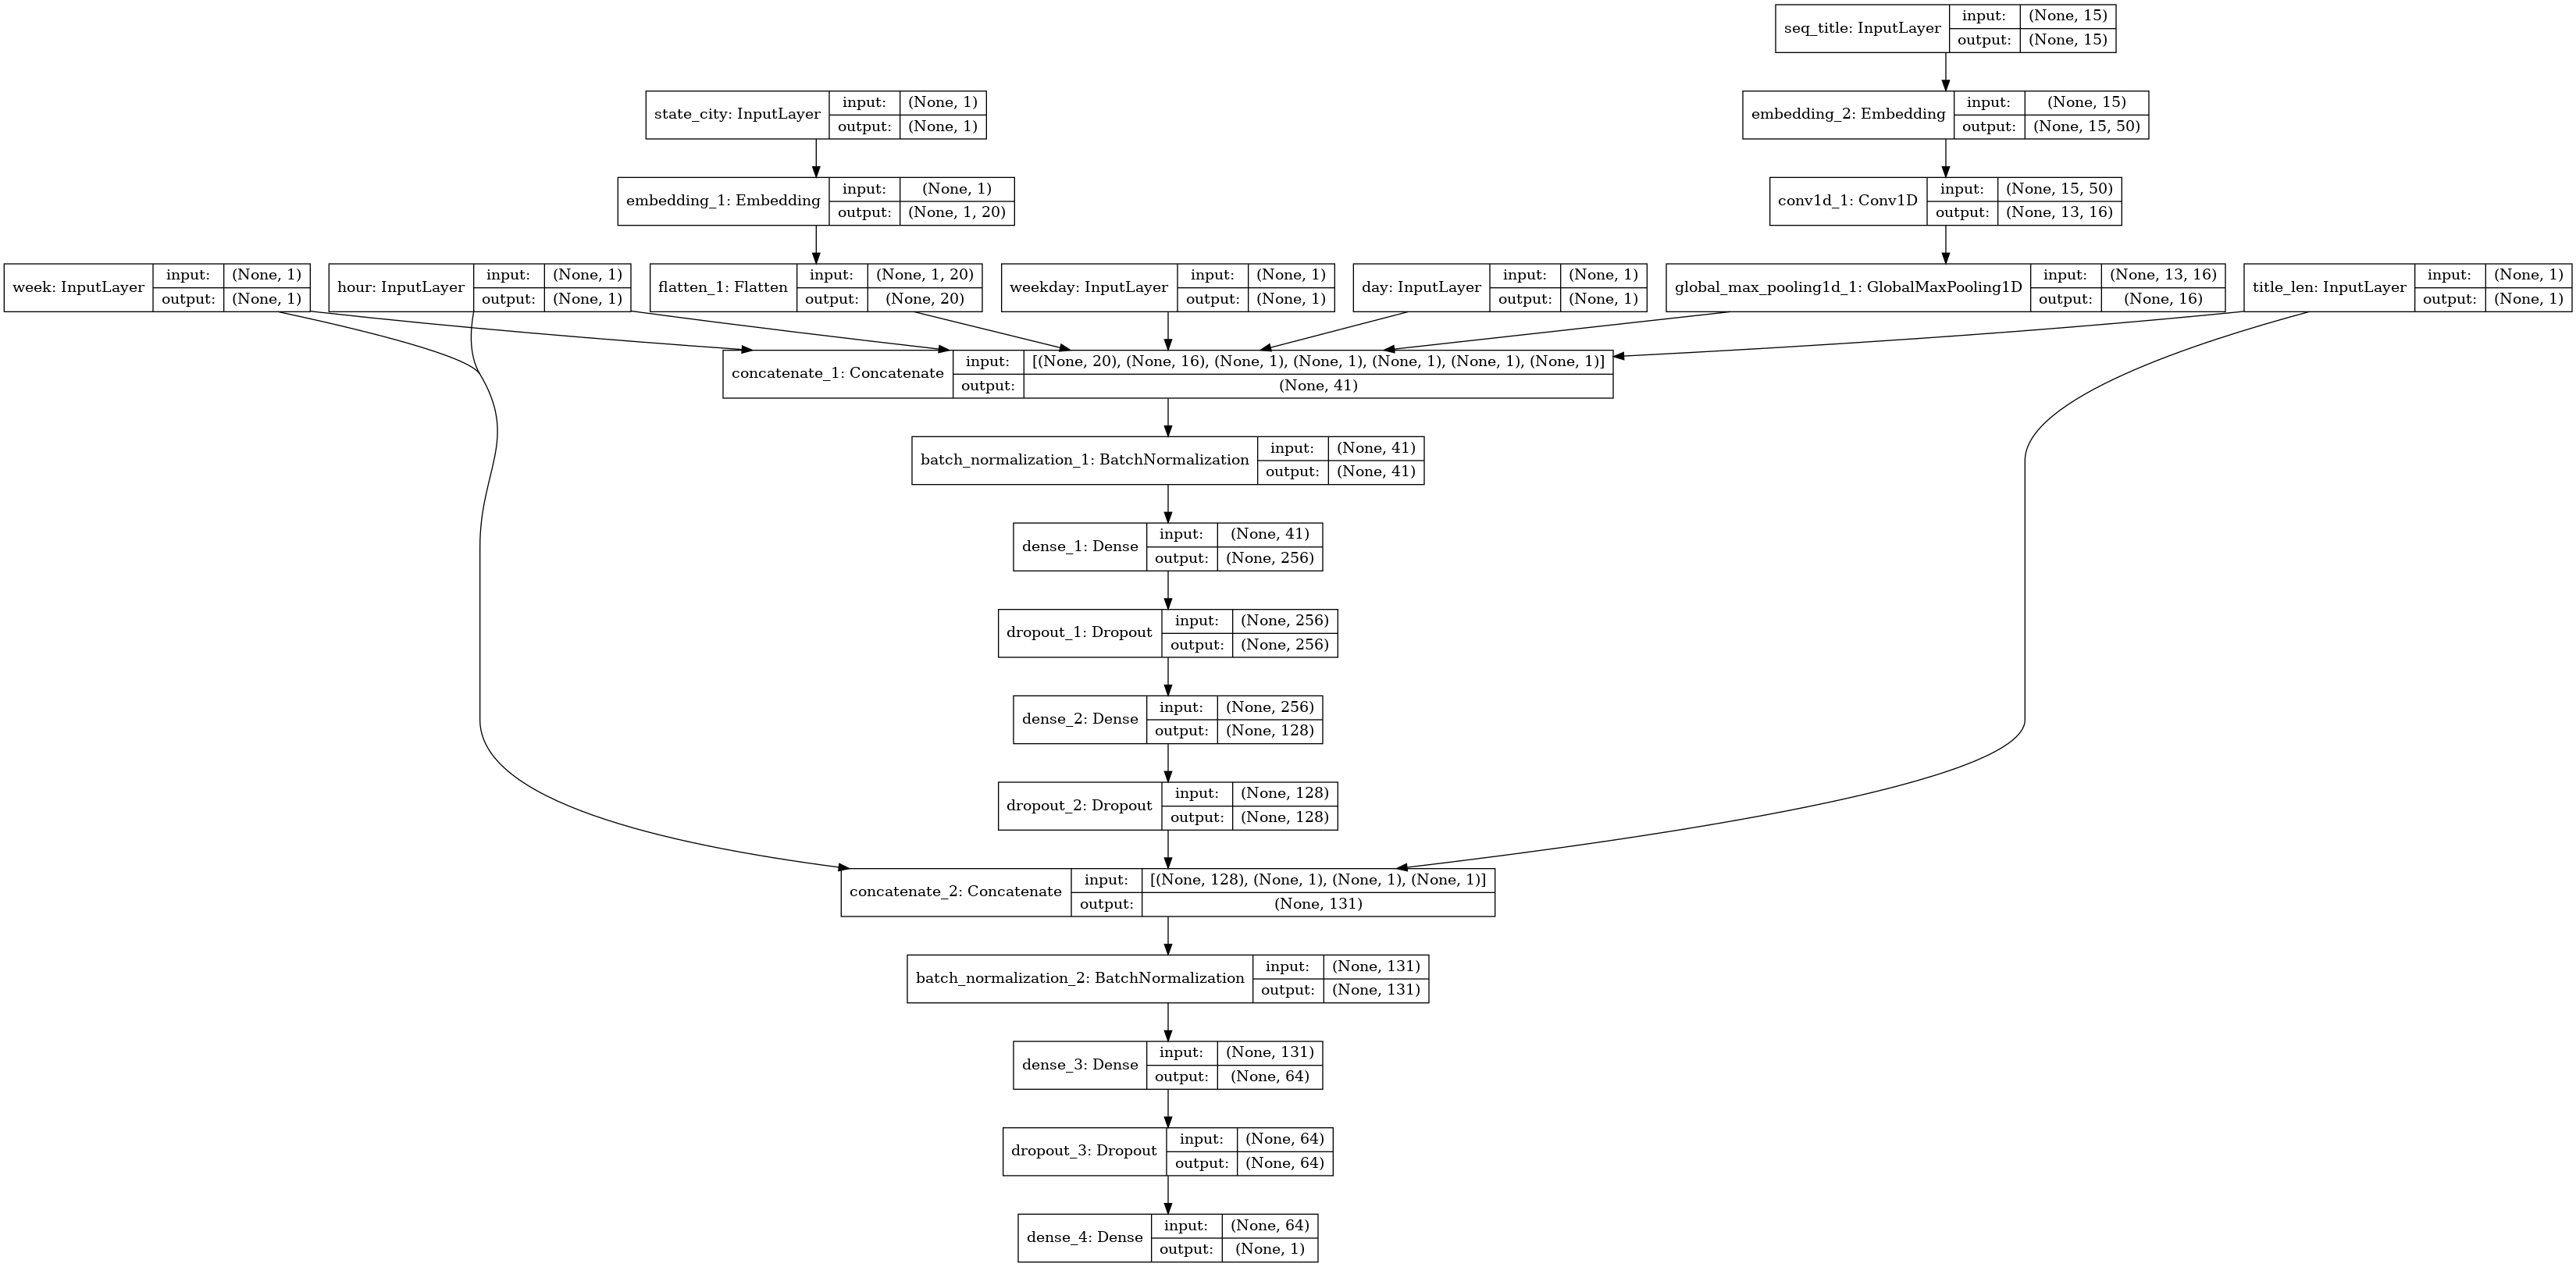 seq_title: InputLayer
input: (None, 15)
output: (None, 15)
state_city: InputLayer
input: (None, 1)
output: (None, 1)
embedding_2: Embedding
input: (None, 15)
output: (None, 15, 50)
embedding_1: Embedding
input: (None, 1)
output: (None, 1, 20)
conv1d_1: Conv1D
input: (None, 15, 50)
output: (None, 13, 16)
week: InputLayer
input: (None, 1)
output: (None, 1)
hour: InputLayer
input: (None, 1)
output: (None, 1)
flatten_1: Flatten
input: (None, 1, 20)
output: (None, 20)
weekday: InputLayer
input: (None, 1)
output: (None, 1)
day: InputLayer
input: (None, 1)
output: (None, 1)
global_max_pooling1d_1: GlobalMaxPooling1D
input: (None, 13, 16)
output: (None, 16)
title_len: InputLayer
input: (None, 1)
output: (None, 1)
concatenate_1: Concatenate
input: [(None, 20), (None, 16), (None, 1), (None, 1), (None, 1), (None, 1), (None, 1)]
output: (None, 41)
batch_normalization_1: BatchNormalization
input: (None, 41)
output: (None, 41)
dense_1: Dense
input: (None, 41)
output: (None, 256)
dropout_1: Dropout
input: (None, 256)
output: (None, 256)
dense_2: Dense
input: (None, 256)
output: (None, 128)
dropout_2: Dropout
input: (None, 128)
output: (None, 128)
concatenate_2: Concatenate
input: [(None, 128), (None, 1), (None, 1), (None, 1)]
output: (None, 131)
batch_normalization_2: BatchNormalization
input: (None, 131)
output: (None, 131)
dense_3: Dense
input: (None, 131)
output: (None, 64)
dropout_3: Dropout
input: (None, 64)
output: (None, 64)
dense_4: Dense
input: (None, 64)
output: (None, 1)